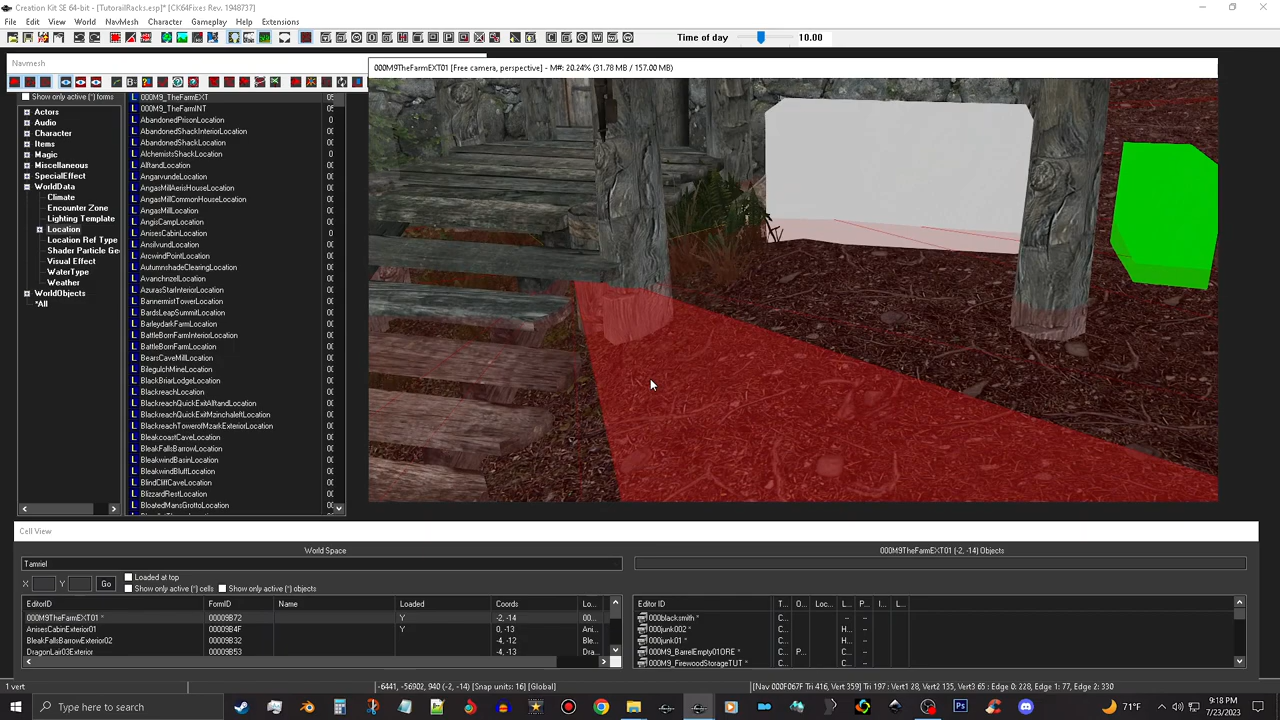 Creation Kit SE 64-bit - [TutorailRacks.esp]* [CK64Fixes Rev. 1948737]
File Edit View World NavMesh Character Gameplay Help Extensions
Time of day 10.00
Navmesh
000M9TheFarmEXT01 [Free camera, perspective] - M#: 20.24% (31.78 MB / 157.00 MB)
Show only active (*) forms
Actors
Audio
Character
Items
Magic
Miscellaneous
SpecialEffect
WorldData
Climate
Encounter Zone
Lighting Template
Location
Location Ref Type
Shader Particle Ge
Visual Effect
WaterType
Weather
WorldObjects
*All
000M9_TheFarmEXT
000M9_TheFarmINT
AbandonedPrisonLocation
AbandonedShackInteriorLocation
AbandonedShackLocation
AlchemistsShackLocation
AlftandLocation
AngarvundeLocation
AngasMillAerisHouseLocation
AngasMillCommonHouseLocation
AngasMillLocation
AngisCampLocation
AnisesCabinLocation
AnsilvundLocation
ArcwindPointLocation
AutumnshadeClearingLocation
AvanchnzelLocation
AzurasStarInteriorLocation
BannermistTowerLocation
BardsLeapSummitLocation
BarleydarkFarmLocation
BattleBornFarmInteriorLocation
BattleBornFarmLocation
BearsCaveMillLocation
BilegulchMineLocation
BlackBriarLodgeLocation
BlackreachLocation
BlackreachQuickExitAlftandLocation
BlackreachQuickExitMzinchaleftLocation
BlackreachTowerofMzarkExteriorLocation
BleakcoastCaveLocation
BleakFallsBarrowLocation
BleakwindBasinLocation
BleakwindBluffLocation
BlindCliffCaveLocation
BlizzardRestLocation
BloatedMansGrottoLocation
Cell View
World Space
Tamriel
X Y Go
Loaded at top
Show only active (*) cells Show only active (*) objects
EditorID FormID Name Loaded Coords Lo...
000M9TheFarmEXT01 * 00009B72 Y -2, -14 00...
AnisesCabinExterior01 00009B4F Y 0, -13 Ani...
BleakFallsBarrowExterior02 00009B32 -4, -12 Ble...
DragonLair03Exterior 00009B53 -4, -13 Dra...
000M9TheFarmEXT01 (-2, -14) Objects
Editor ID T... O... Loc... L... P... I... L...
000blacksmith * C... -- --
000junk002 * C... H... --
000junk01 * C... H... --
000M9_BarrelEmpty01ORE * C... P... C... --
000M9_FirewoodStorageTUT * C... H... --
1 vert
-6441, -56902, 940 (-2, -14) [Snap units: 16] [Global]
[Nav 000F067F Tri 416, Vert 359] Tri 197 : Vert1 28, Vert2 135, Vert3 65 : Edge 0: 228, Edge 1: 77, Edge 2: 330
Type here to search
71°F
9:18 PM
7/23/2023